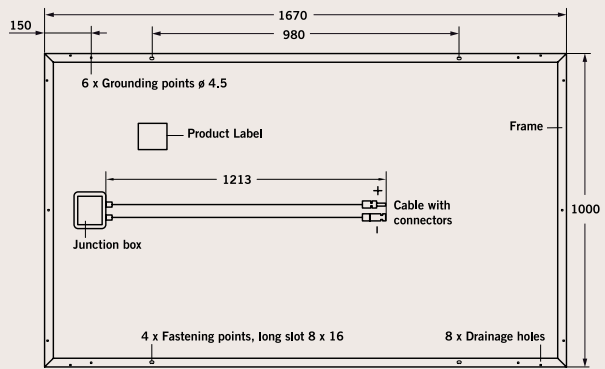 1670
150
980
6 x Grounding points ø 4.5
Product Label
Frame
1213
+
Cable with
connectors
-
1000
Junction box
4 x Fastening points, long slot 8 x 16
8 x Drainage holes